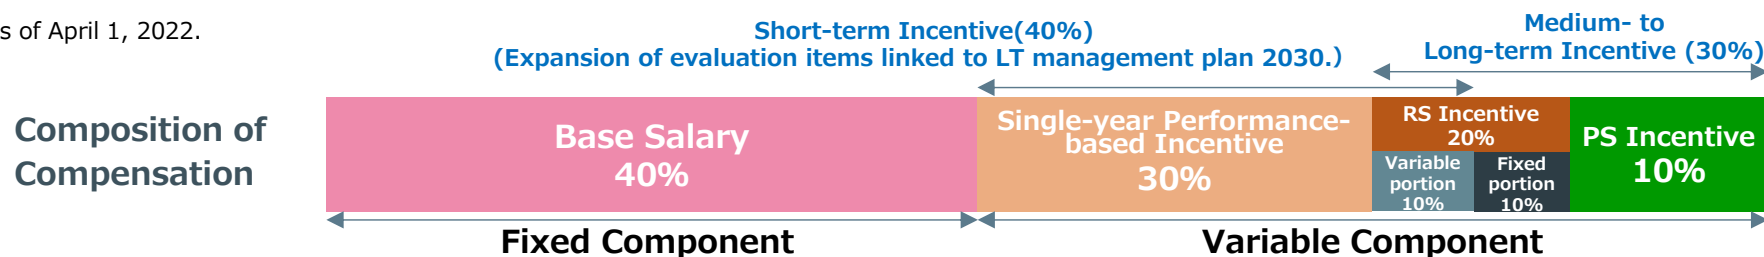 s of April 1, 2022.
Short-term Incentive(40%)
(Expansion of evaluation items linked to LT management plan 2030.)
Medium- to
Long-term Incentive (30%)
Composition of
Compensation
Base Salary
40%
Single-year Performance-
based Incentive
30%
RS Incentive
20%
Variable
portion
10%
Fixed
portion
10%
PS Incentive
10%
Fixed Component
Variable Component